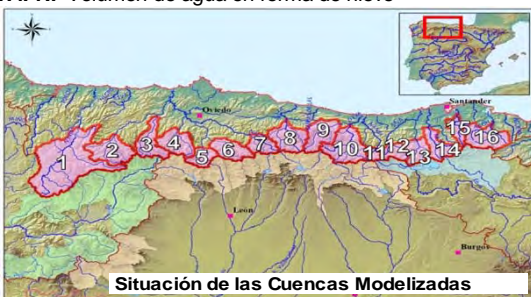 Volumen de agua en forma de nieve
Oviedo
Santander
1
2
3
4
5
6
7
8
9
10
11
12
13
14
15
16
León
Burgos
Situación de las Cuencas Modelizadas